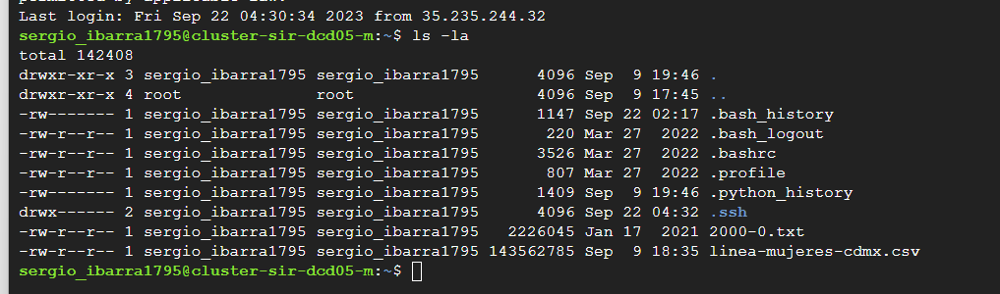 Last login: Fri Sep 22 04:30:34 2023 from 35.235.244.32
sergio_ibarra1795@cluster-sir-dcd05-m:~$ ls -la
total 142408
drwxr-xr-x 3 sergio_ibarra1795 sergio_ibarra1795      4096 Sep  9 19:46 .
drwxr-xr-x 4 root              root                   4096 Sep  9 17:45 ..
-rw------- 1 sergio_ibarra1795 sergio_ibarra1795      1147 Sep 22 02:17 .bash_history
-rw-r--r-- 1 sergio_ibarra1795 sergio_ibarra1795       220 Mar 27  2022 .bash_logout
-rw-r--r-- 1 sergio_ibarra1795 sergio_ibarra1795      3526 Mar 27  2022 .bashrc
-rw-r--r-- 1 sergio_ibarra1795 sergio_ibarra1795       807 Mar 27  2022 .profile
-rw------- 1 sergio_ibarra1795 sergio_ibarra1795      1409 Sep  9 19:46 .python_history
drwx------ 2 sergio_ibarra1795 sergio_ibarra1795      4096 Sep 22 04:32 .ssh
-rw-r--r-- 1 sergio_ibarra1795 sergio_ibarra1795   2226045 Jan 17  2021 2000-0.txt
-rw-r--r-- 1 sergio_ibarra1795 sergio_ibarra1795 143562785 Sep  9 18:35 linea-mujeres-cdmx.csv
sergio_ibarra1795@cluster-sir-dcd05-m:~$